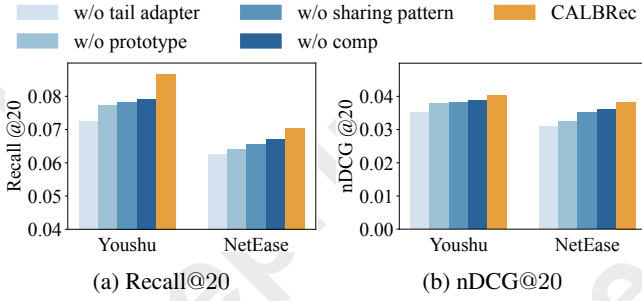 w/o tail adapter w/o sharing pattern CALBRec
w/o prototype w/o comp
Recall @20
0.08
0.07
0.06
0.05
0.04
Youshu NetEase
(a) Recall@20
nDCG @20
0.04
0.03
0.02
0.01
0.00
Youshu NetEase
(b) nDCG@20